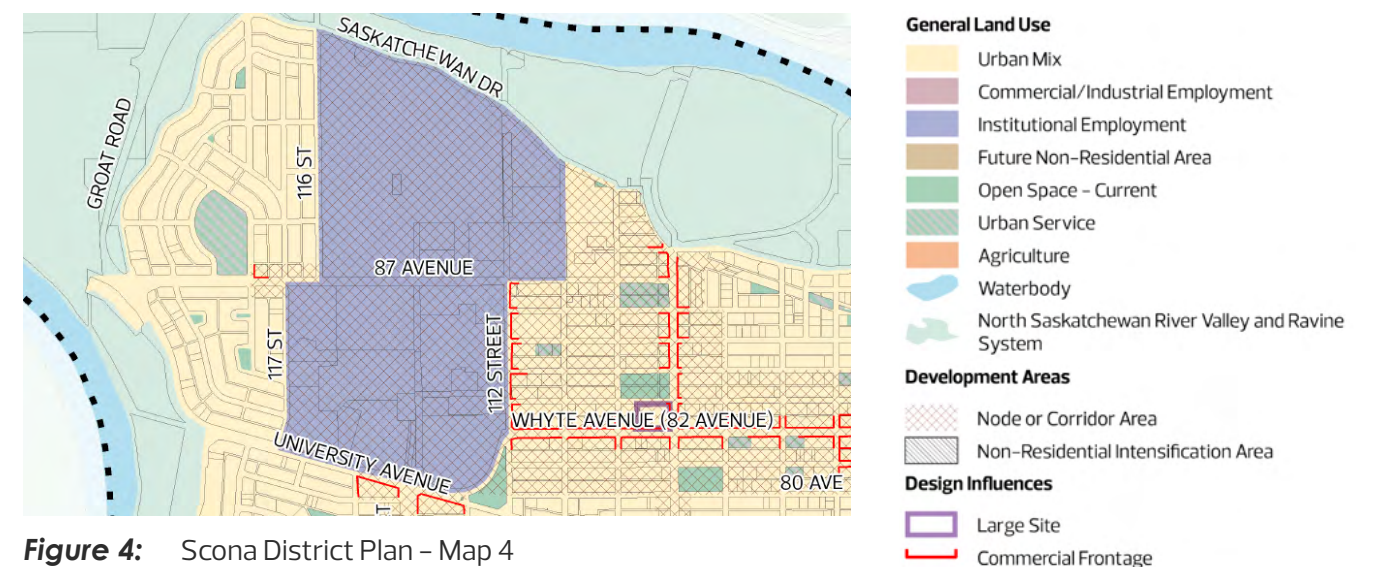 SASKATCHEWAN DR
GROAT ROAD
116 ST
87 AVENUE
117 ST
112 STREET
WHYTE AVENUE (82 AVENUE)
UNIVERSITY AVENUE
80 AVE
General Land Use
Urban Mix
Commercial/Industrial Employment
Institutional Employment
Future Non-Residential Area
Open Space - Current
Urban Service
Agriculture
Waterbody
North Saskatchewan River Valley and Ravine
System
Development Areas
Node or Corridor Area
Non-Residential Intensification Area
Design Influences
Large Site
Commercial Frontage
Figure 4: Scona District Plan - Map 4